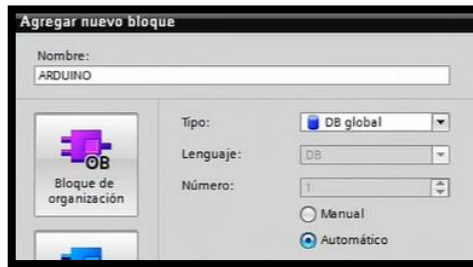 Agregar nuevo bloque
Nombre:
ARDUINO
OB
Bloque de
organización
Tipo:
DB global
Lenguaje:
DB
Número:
1
Manual
Automático